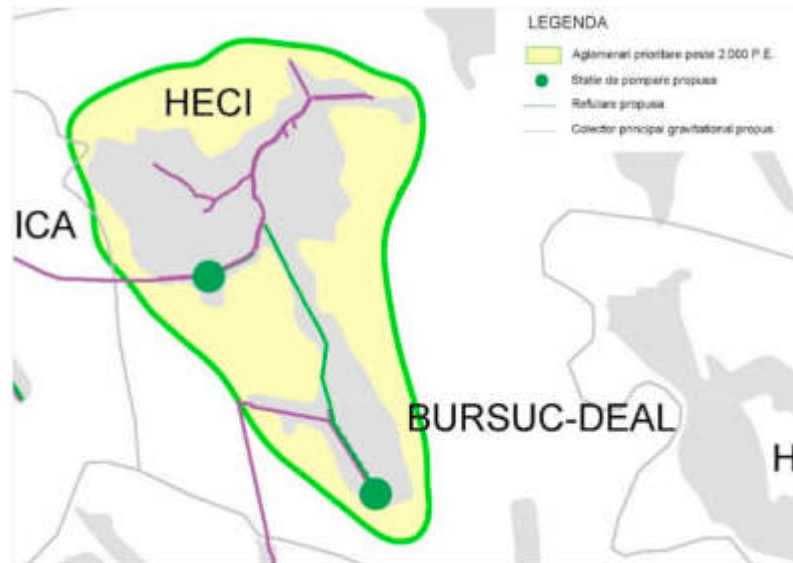 LEGENDA
Aglomerari prioritare peste 2.000 P.E.
Statie de pompare propusa
Refulare propusa
Colector principal gravitational propus
HECI
ICA
BURSUC-DEAL
H